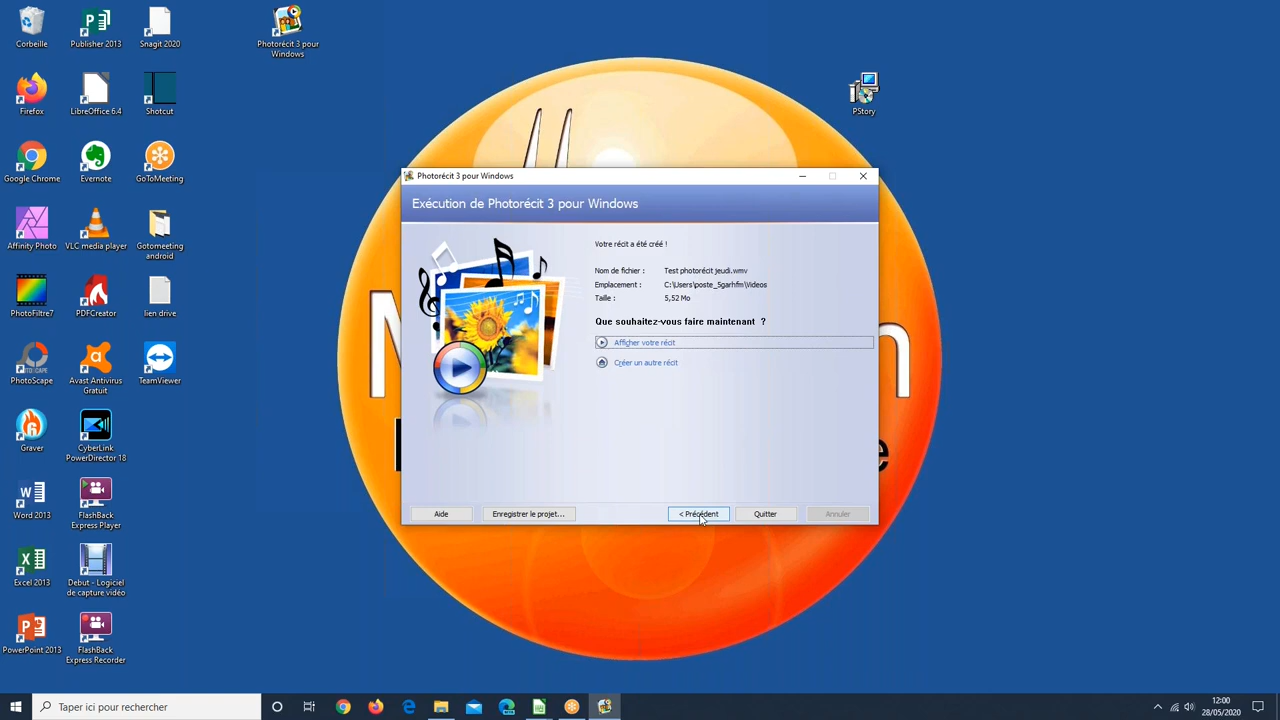 Corbeille
Publisher 2013
Snagit 2020
Photorécit 3 pour
Windows
Firefox
LibreOffice 6.4
Shotcut
PStory
Google Chrome
Evernote
GoToMeeting
Affinity Photo
VLC media player
Gotomeeting
android
PhotoFiltre7
PDFCreator
lien drive
PhotoScape
Avast Antivirus
Gratuit
TeamViewer
Graver
CyberLink
PowerDirector 18
Word 2013
FlashBack
Express Player
Excel 2013
Debut - Logiciel
de capture vidéo
PowerPoint 2013
FlashBack
Express Recorder
Photorécit 3 pour Windows
Exécution de Photorécit 3 pour Windows
Votre récit a été créé !
Nom de fichier : Test photorécit jeudi.wmv
Emplacement : C:\Users\poste_5garhfm\Videos
Taille : 5,52 Mo
Que souhaitez-vous faire maintenant ?
Afficher votre récit
Créer un autre récit
Aide
Enregistrer le projet...
< Précédent
Quitter
Annuler
Taper ici pour rechercher
12:00
28/05/2020